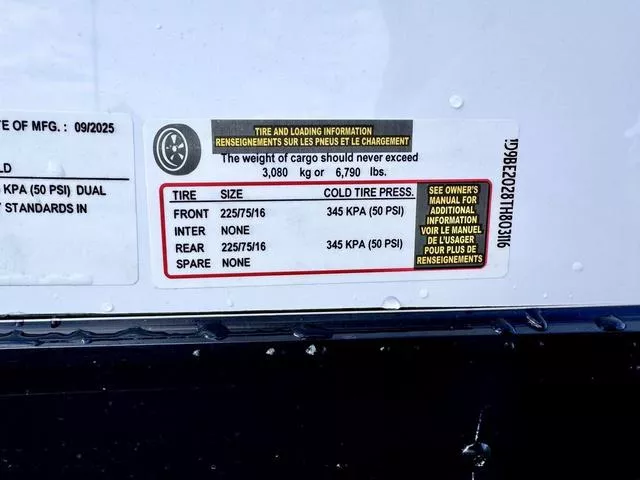 TE OF MFG. : 09/2025
LD
KPA (50 PSI) DUAL
STANDARDS IN
TIRE AND LOADING INFORMATION
RENSEIGNEMENTS SUR LES PNEUS ET LE CHARGEMENT
The weight of cargo should never exceed
3,080 kg or 6,790 lbs.
TIRE SIZE COLD TIRE PRESS.
FRONT 225/75/16 345 KPA (50 PSI)
INTER NONE
REAR 225/75/16 345 KPA (50 PSI)
SPARE NONE
SEE OWNER'S
MANUAL FOR
ADDITIONAL
INFORMATION
VOIR LE MANUEL
DE L'USAGER
POUR PLUS DE
RENSEIGNEMENTS